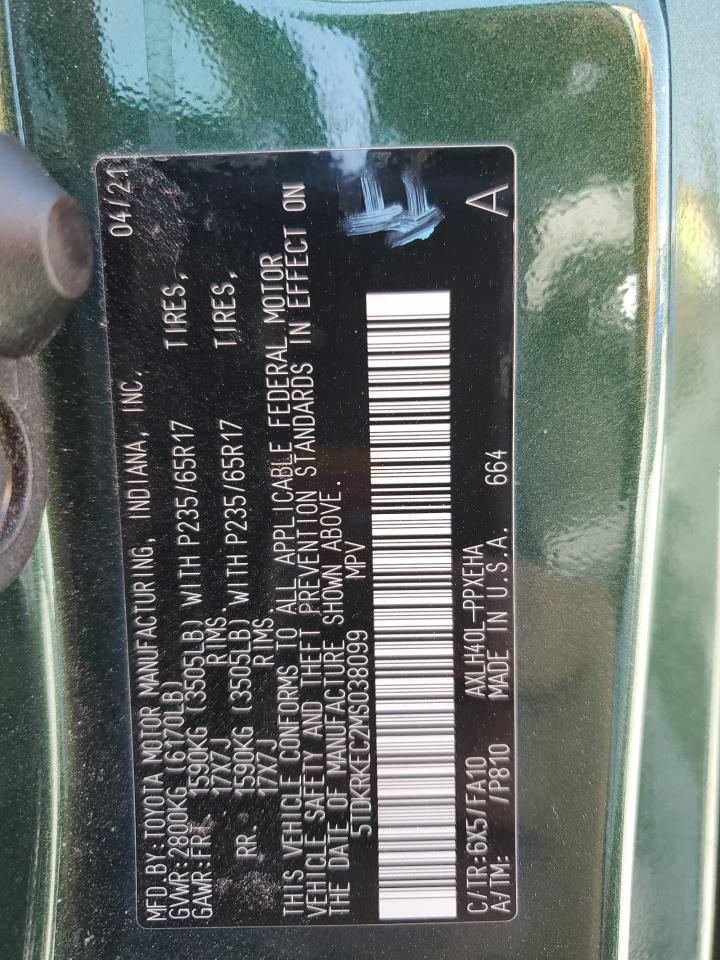 MFD. BY: TOYOTA MOTOR MANUFACTURING, INDIANA, INC. 04/21
GVWR: 2800KG (6170LB)
GAWR: FRT. 1590KG (3505LB) WITH P235/65R17 TIRES,
17X7J RIMS.
RR. 1590KG (3505LB) WITH P235/65R17 TIRES,
17X7J RIMS.
THIS VEHICLE CONFORMS TO ALL APPLICABLE FEDERAL MOTOR
VEHICLE SAFETY AND THEFT PREVENTION STANDARDS IN EFFECT ON
THE DATE OF MANUFACTURE SHOWN ABOVE.
5TDKRKEC2MS038099 MPV
C/TR: 6X5/FA10 AXLH40L-PPXEHA 664 A
A/TM: /P810 MADE IN U.S.A.